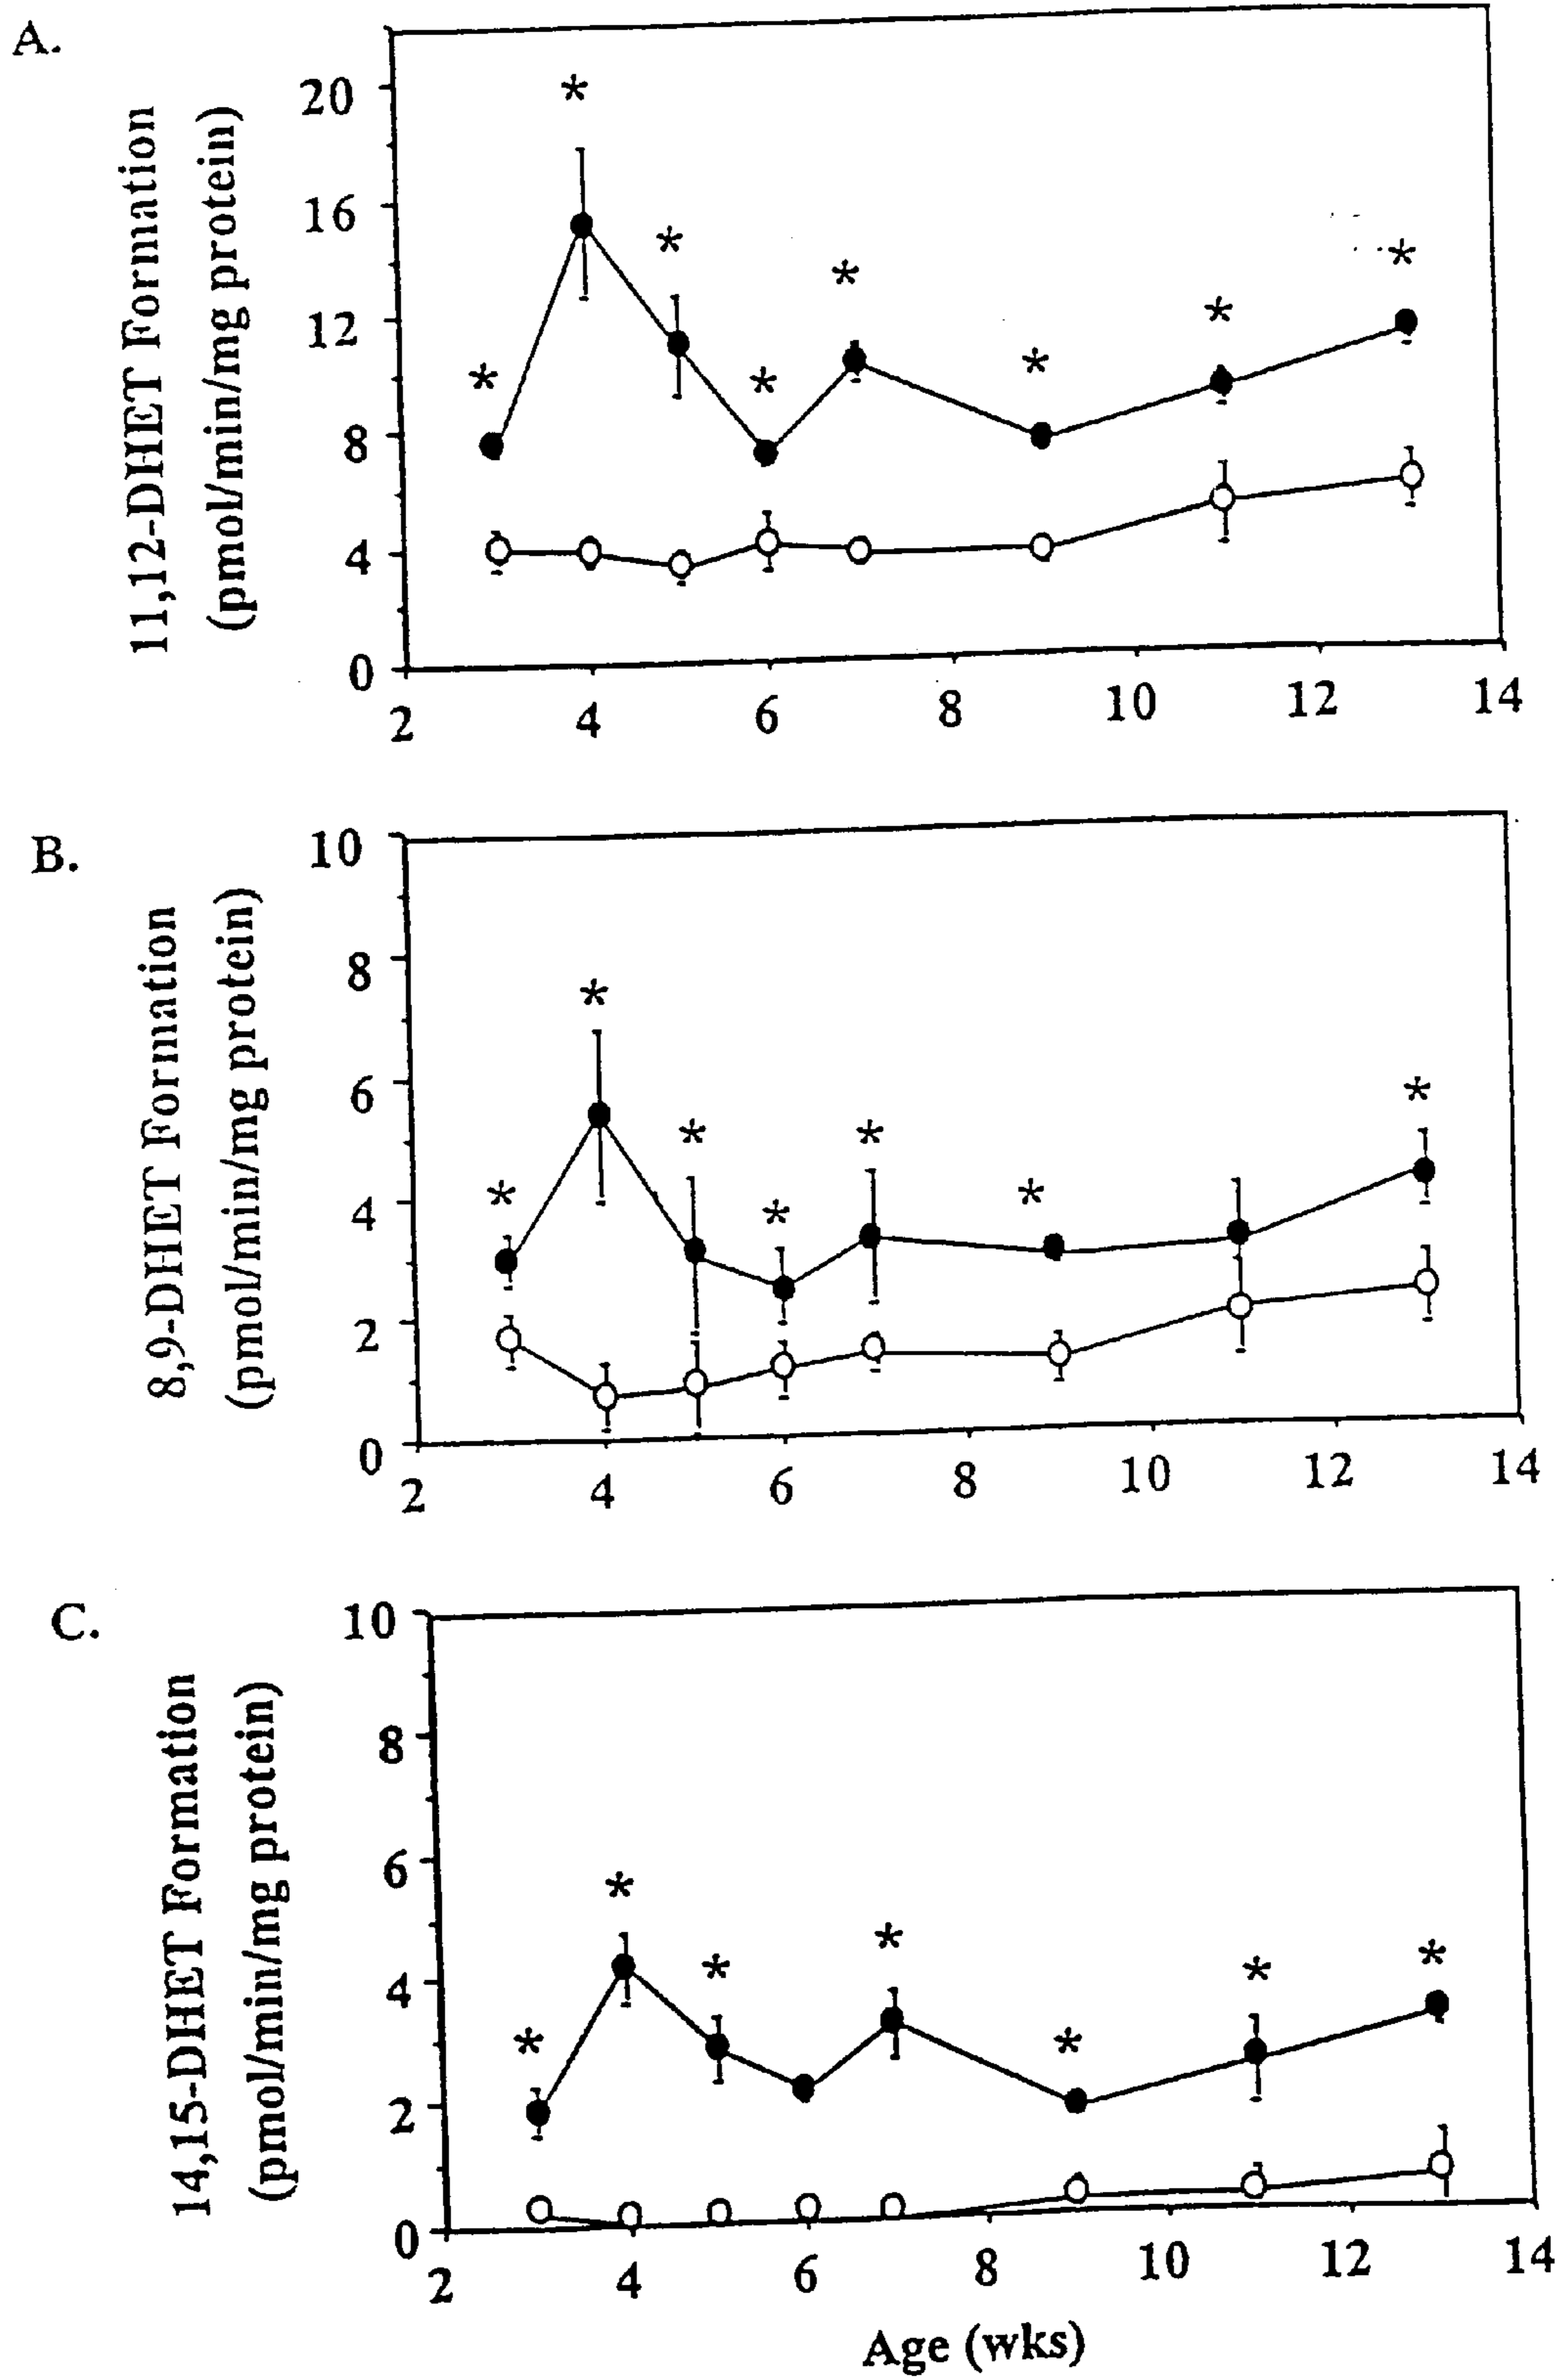 A.
11,12-DHET Formation
(pmol/min/mg protein)
20
16
12
8
4
0
2 4 6 8 10 12 14
* * * * * * * *
B.
8,9-DHET Formation
(pmol/min/mg protein)
10
8
6
4
2
0
2 4 6 8 10 12 14
* * * * * * *
C.
14,15-DHET Formation
(pmol/min/mg protein)
10
8
6
4
2
0
2 4 6 8 10 12 14
* * * * * * *
Age (wks)